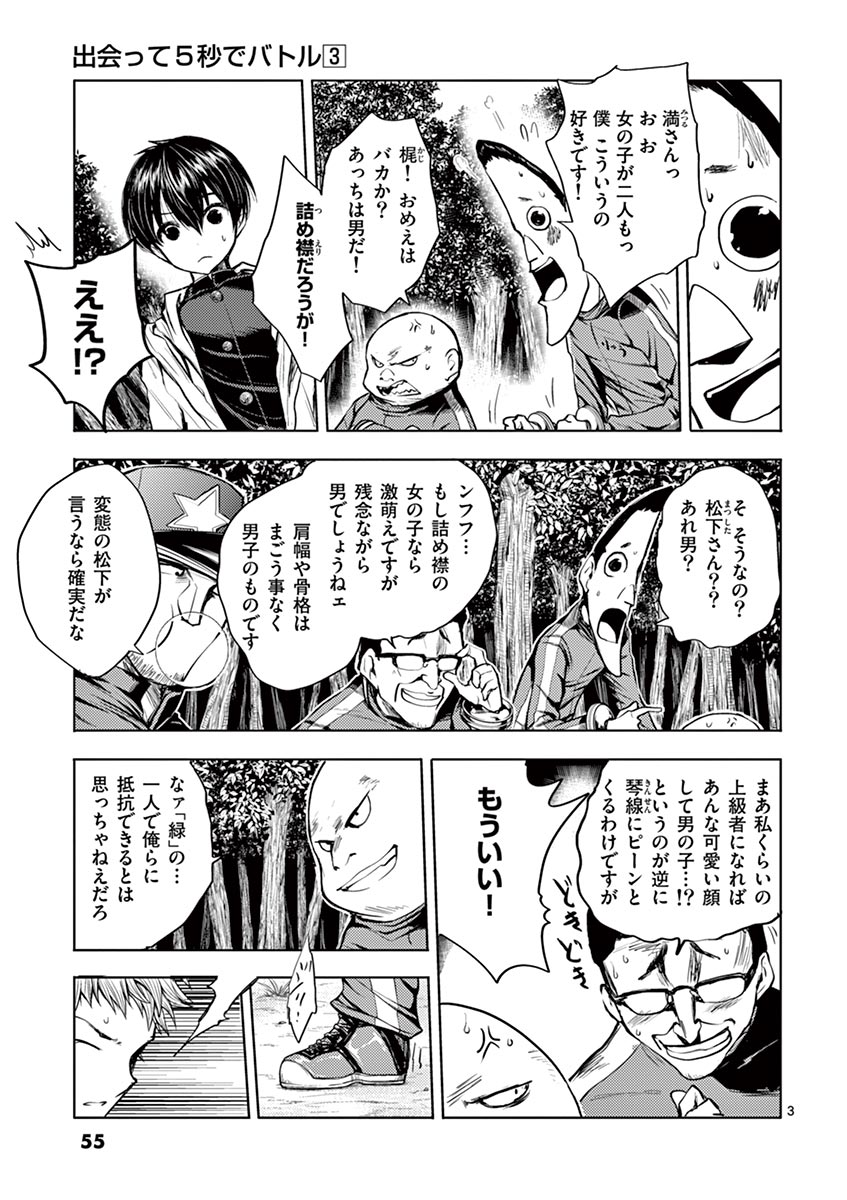 出会って5秒でバトル3
満さんっ
お お
女の子が二人もっ
僕 こういうの
好きです!
梶! おめえは
バカか?
あっちは男だ!
詰め襟だろうが!
ええ!?
そ そうなの?
松下さん??
あれ男?
ンフフ…
もし詰め襟の
女の子なら
激萌えですが
残念ながら
男でしょうねェ
肩幅や骨格は
まごう事なく
男子のものです
変態の松下が
言うなら確実だな
まあ私くらいの
上級者になれば
あんな可愛い顔
して男の子…!?
というのが逆に
琴線にピーンと
くるわけですが
どきどき
もういい!
なァ「緑」の…
一人で俺らに
抵抗できるとは
思っちゃねえだろ
3
55